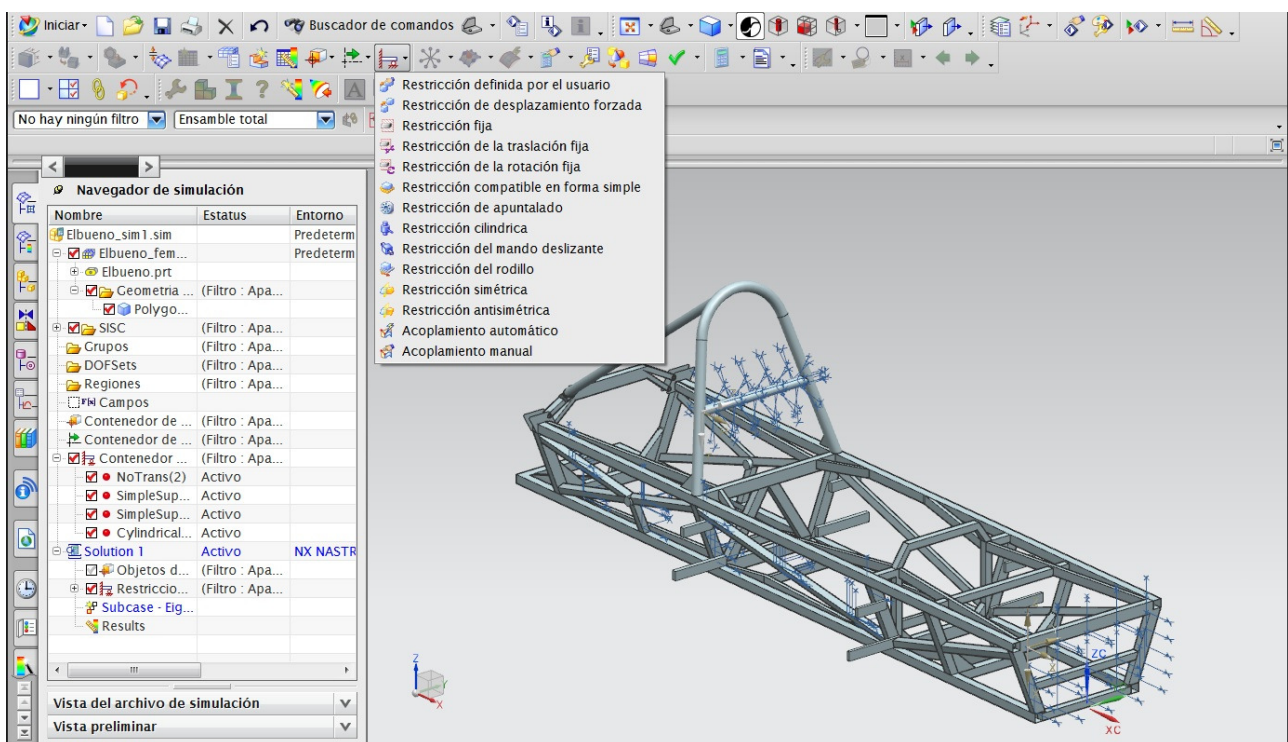 Iniciar
Buscador de comandos
No hay ningún filtro
Ensamble total
Restricción definida por el usuario
Restricción de desplazamiento forzada
Restricción fija
Restricción de la traslación fija
Restricción de la rotación fija
Restricción compatible en forma simple
Restricción de apuntalado
Restricción cilindrica
Restricción del mando deslizante
Restricción del rodillo
Restricción simétrica
Restricción antisimétrica
Acoplamiento automático
Acoplamiento manual
Navegador de simulación
Nombre Estatus Entorno
Elbueno_sim1.sim Predeterm
Elbueno_fem... Predeterm
Elbueno.prt
Geometria ... (Filtro : Apa...
Polygo...
SISC (Filtro : Apa...
Grupos (Filtro : Apa...
DOFSets (Filtro : Apa...
Regiones (Filtro : Apa...
Campos
Contenedor de ... (Filtro : Apa...
Contenedor de ... (Filtro : Apa...
Contenedor ... (Filtro : Apa...
NoTrans(2) Activo
SimpleSup... Activo
SimpleSup... Activo
Cylindrical... Activo
Solution 1 Activo NX NASTR
Objetos d... (Filtro : Apa...
Restriccio... (Filtro : Apa...
Subcase - Eig...
Results
Vista del archivo de simulación
Vista preliminar
Z
Y
X
ZC
XC